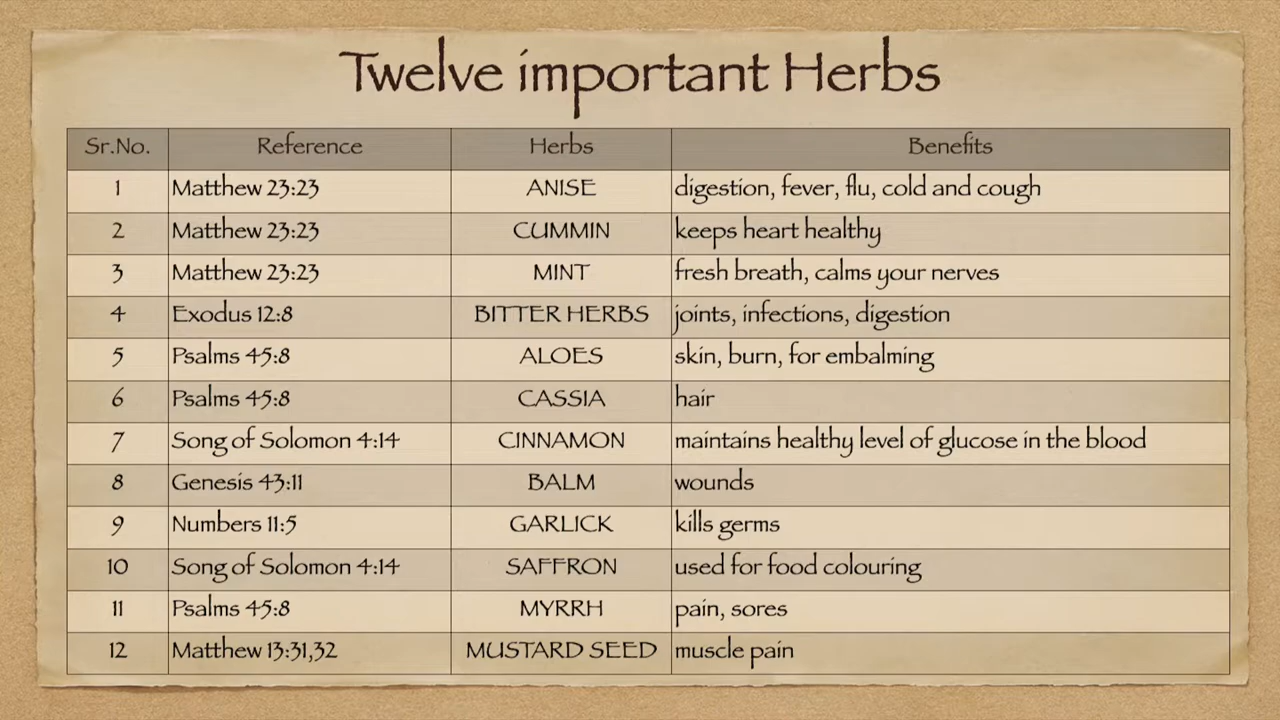 Twelve important Herbs
Sr.No. Reference Herbs Benefits
1 Matthew 23:23 ANISE digestion, fever, flu, cold and cough
2 Matthew 23:23 CUMMIN keeps heart healthy
3 Matthew 23:23 MINT fresh breath, calms your nerves
4 Exodus 12:8 BITTER HERBS joints, infections, digestion
5 Psalms 45:8 ALOES skin, burn, for embalming
6 Psalms 45:8 CASSIA hair
7 Song of Solomon 4:14 CINNAMON maintains healthy level of glucose in the blood
8 Genesis 43:11 BALM wounds
9 Numbers 11:5 GARLICK kills germs
10 Song of Solomon 4:14 SAFFRON used for food colouring
11 Psalms 45:8 MYRRH pain, sores
12 Matthew 13:31,32 MUSTARD SEED muscle pain